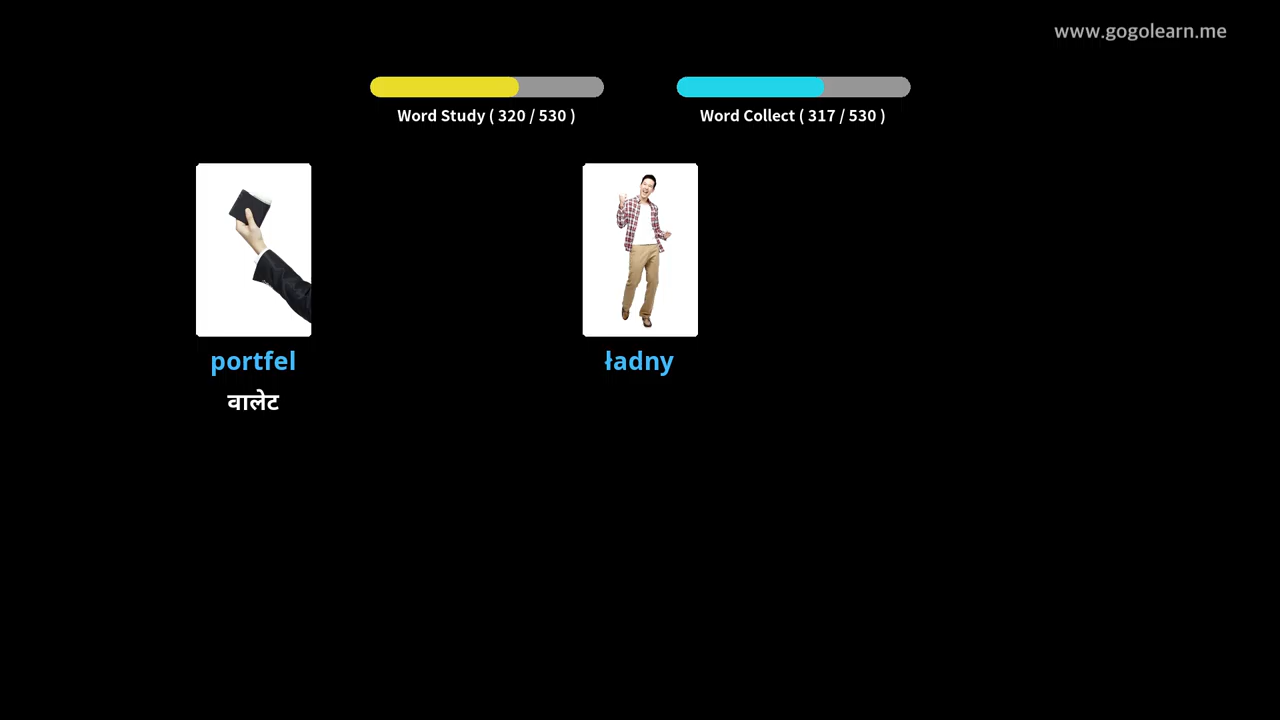 www.gogolearn.me
Word Study ( 320 / 530 )
Word Collect ( 317 / 530 )
portfel
ładny
वालेट